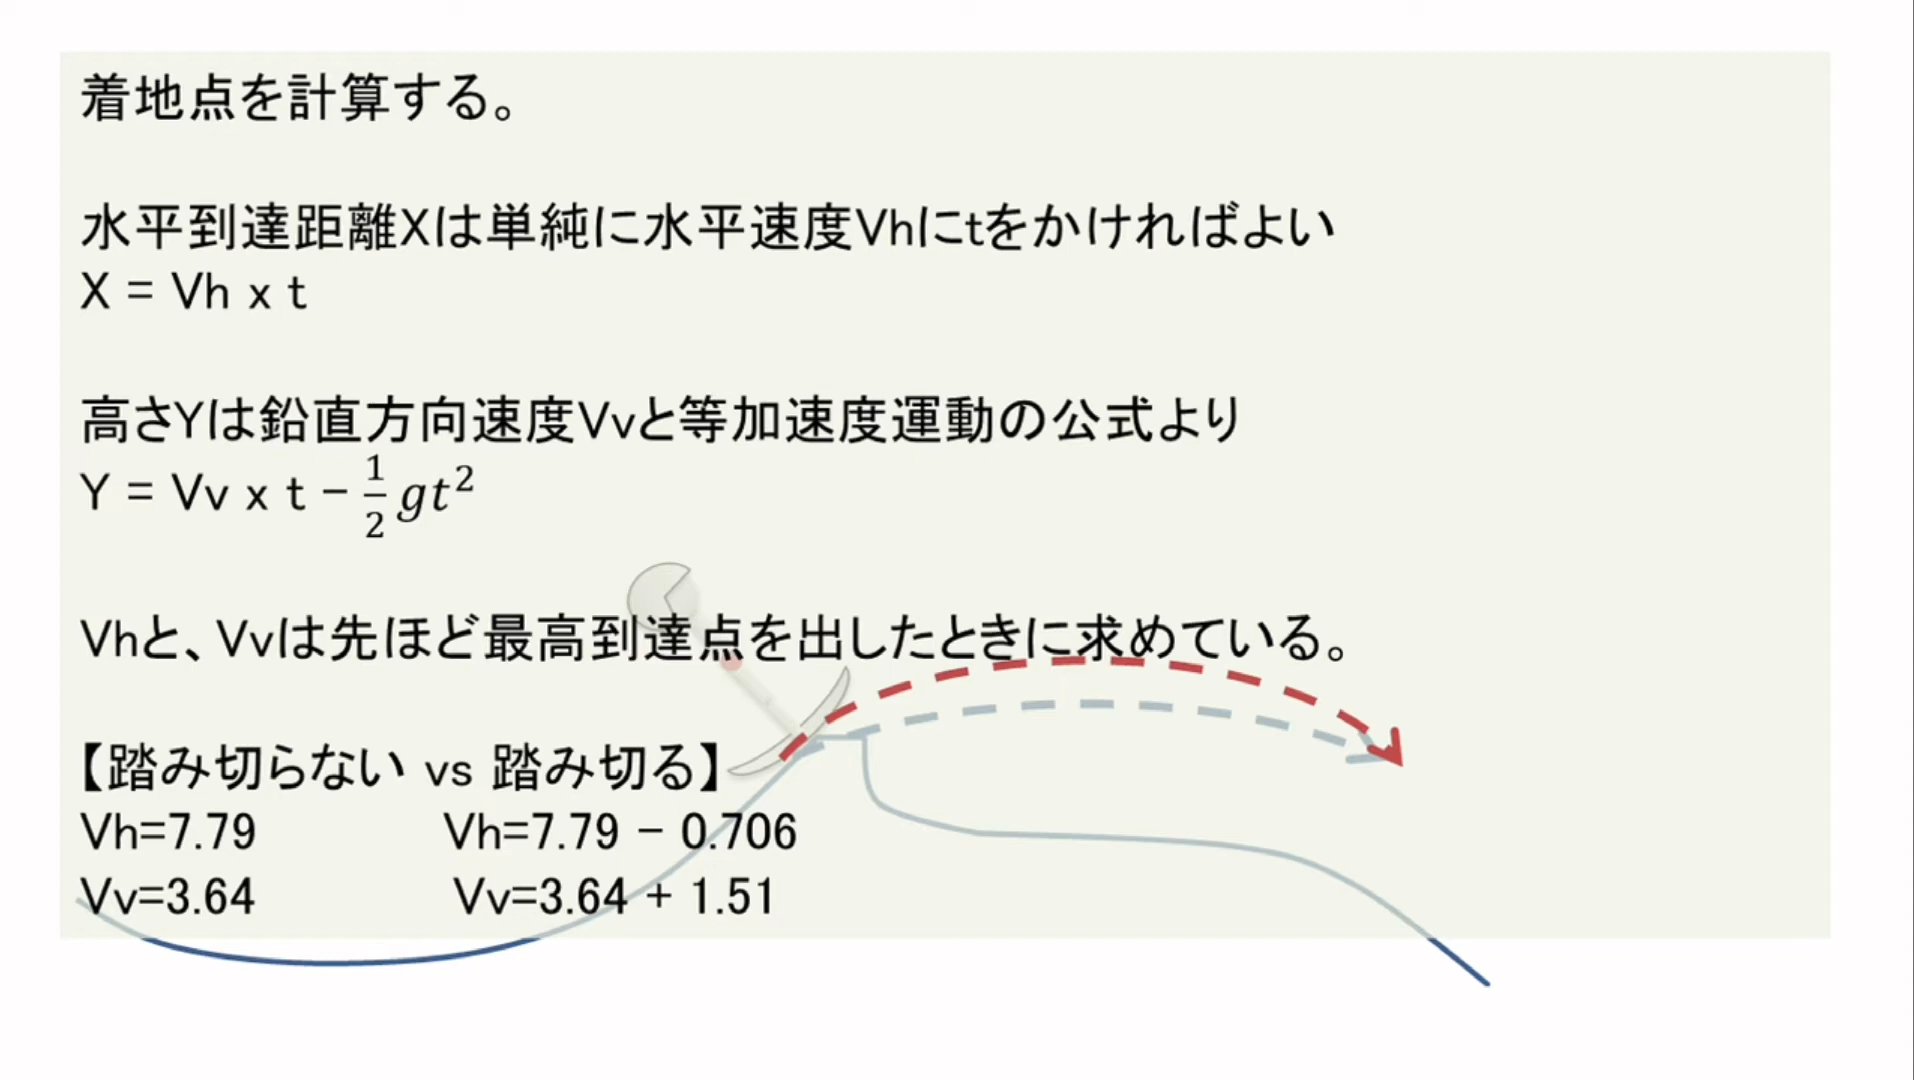 着地点を計算する。
水平到達距離Xは単純に水平速度Vhにtをかければよい
X = Vh x t
高さYは鉛直方向速度Vvと等加速度運動の公式より
Y = Vv x t − \frac{1}{2} gt^2
Vhと、Vvは先ほど最高到達点を出したときに求めている。
【踏み切らない vs 踏み切る】
Vh=7.79 Vh=7.79 − 0.706
Vv=3.64 Vv=3.64 + 1.51